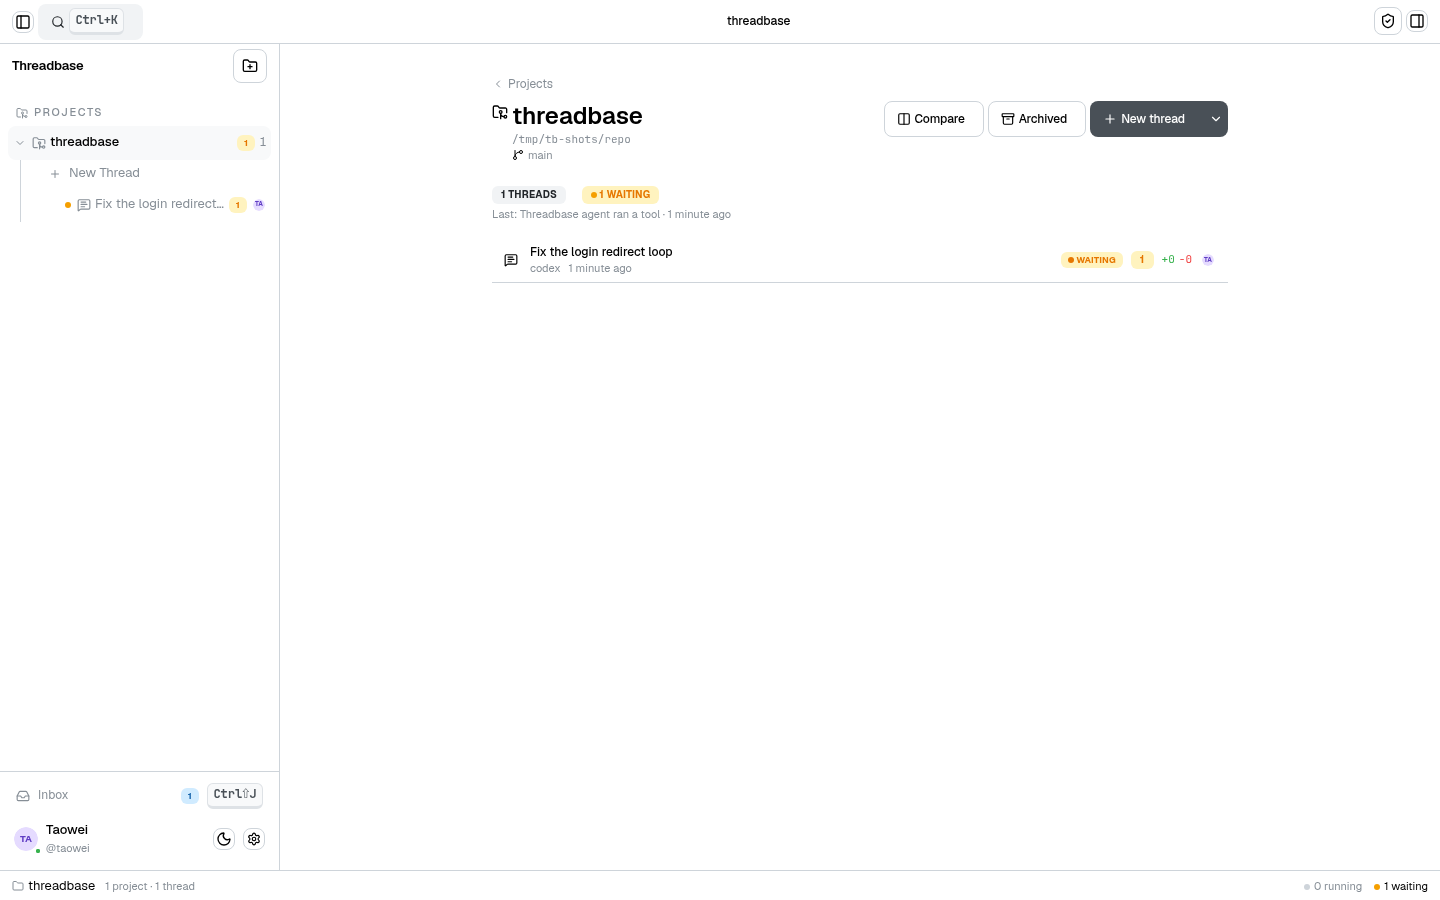 Ctrl+K
threadbase
Threadbase
PROJECTS
threadbase 1 1
New Thread
Fix the login redirect... 1 TA
Projects
threadbase
/tmp/tb-shots/repo
main
Compare
Archived
New thread
1 THREADS
1 WAITING
Last: Threadbase agent ran a tool · 1 minute ago
Fix the login redirect loop
codex 1 minute ago
WAITING 1 +0 -0 TA
Inbox 1 Ctrl⇧J
TA Taowei
@taowei
threadbase 1 project · 1 thread
0 running 1 waiting